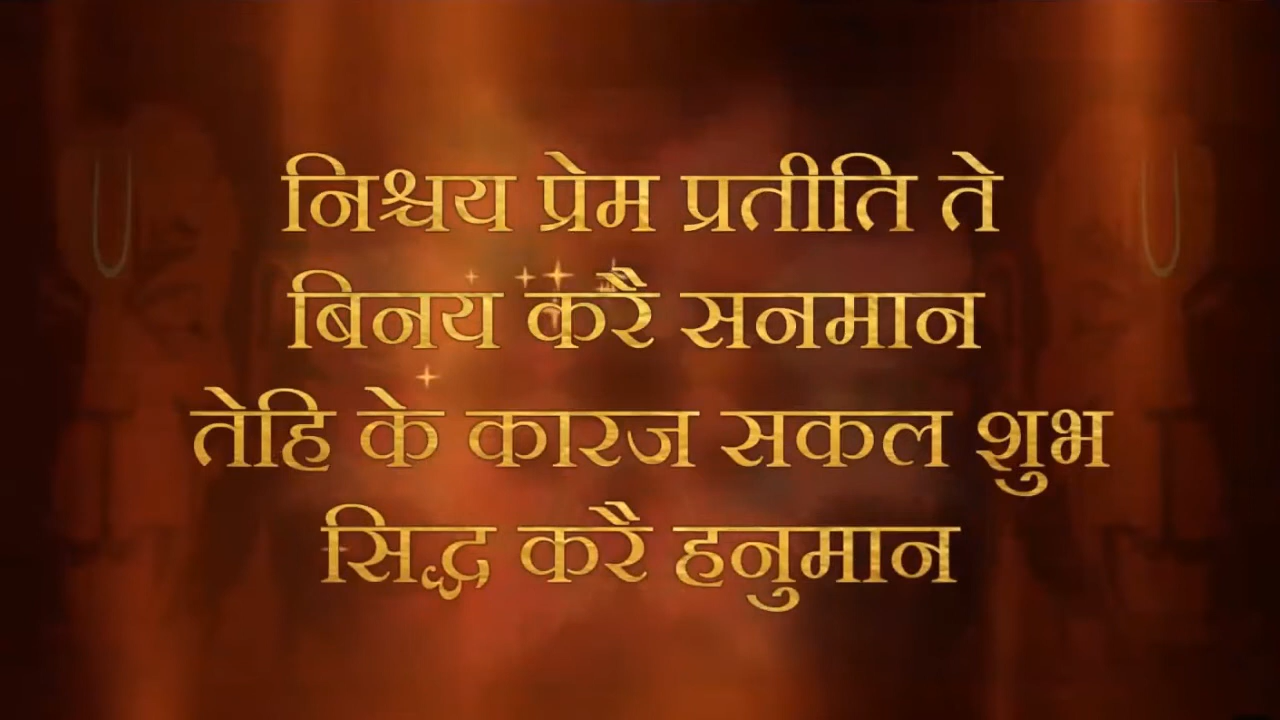 निश्चय प्रेम प्रतीति ते
बिनय करै सनमान
तेहि के कारज सकल शुभ
सिद्ध करै हनुमान